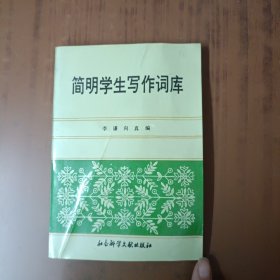 简明学生写作词库
李谦 向真 编
社会科学文献出版社